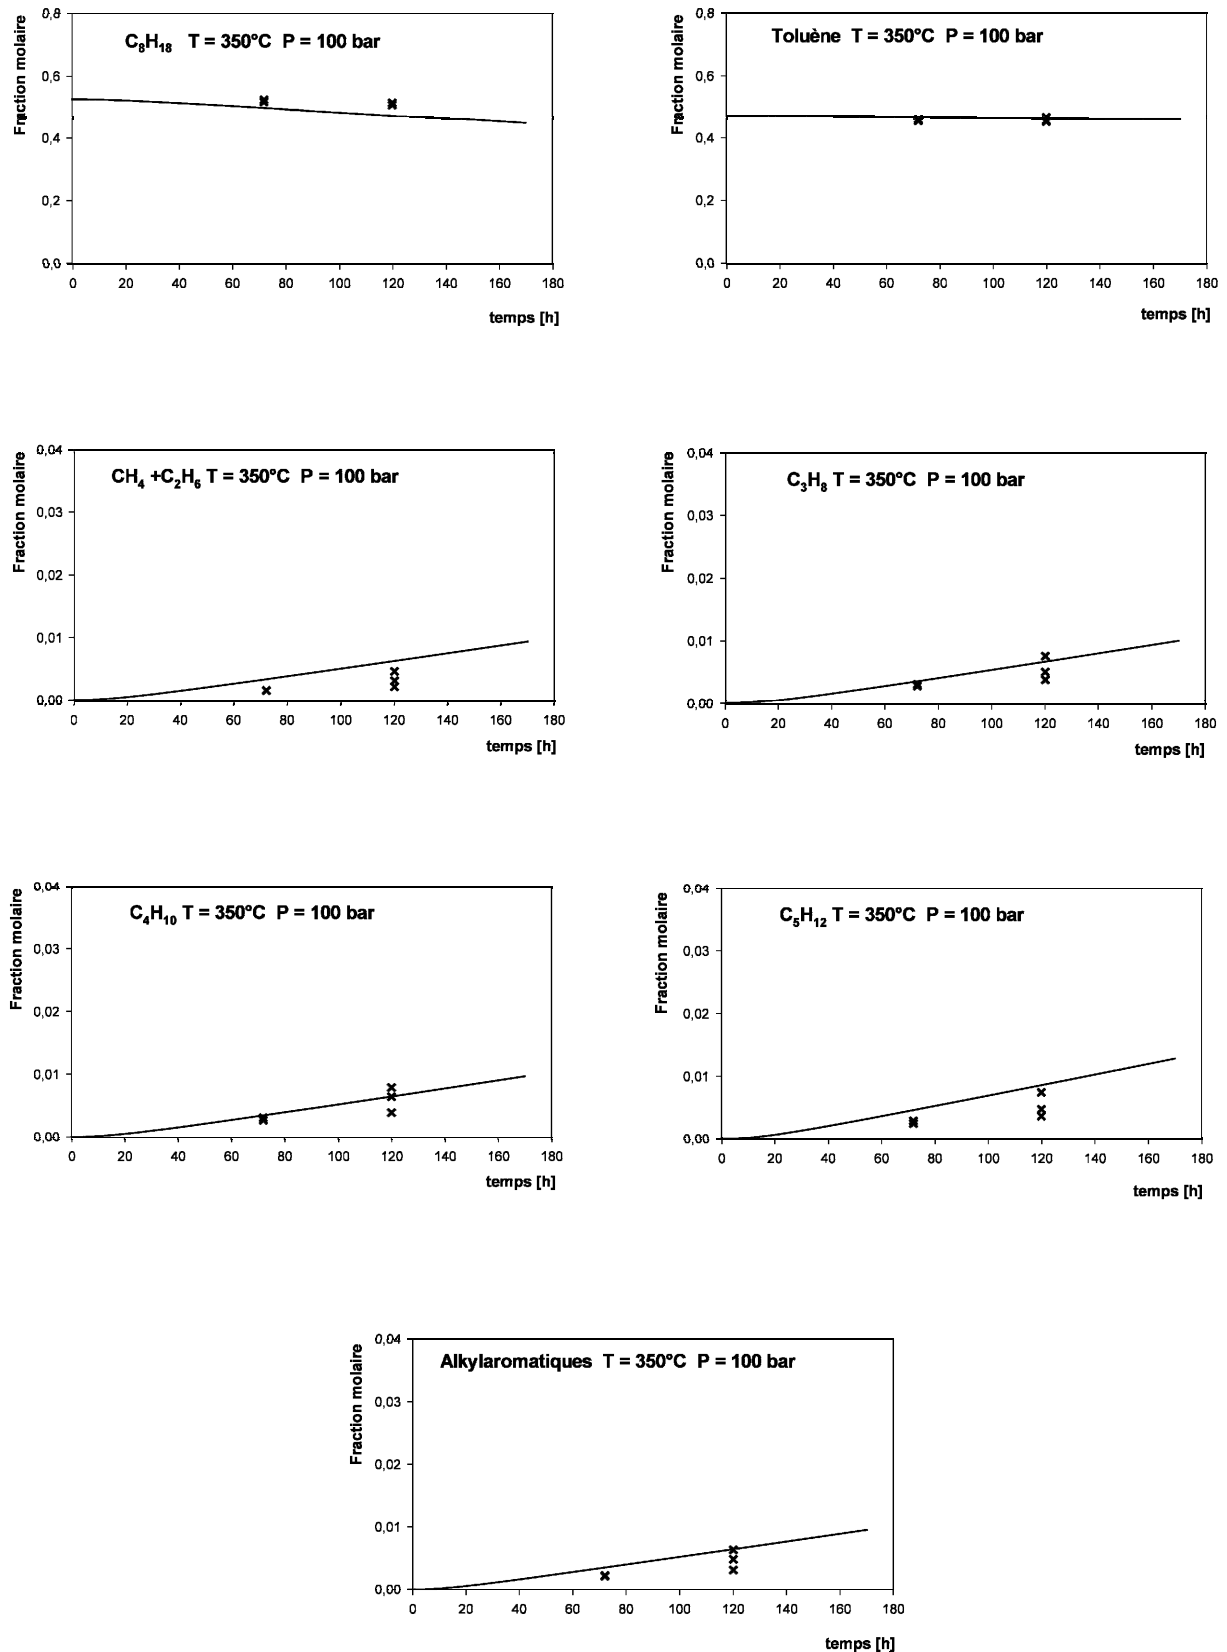 C8H18 T = 350°C P = 100 bar
Fraction molaire
0,8
0,6
0,4
0,2
0,0
0 20 40 60 80 100 120 140 160 180
temps [h]
Toluène T = 350°C P = 100 bar
Fraction molaire
0,8
0,6
0,4
0,2
0,0
0 20 40 60 80 100 120 140 160 180
temps [h]
CH4 +C2H6 T = 350°C P = 100 bar
Fraction molaire
0,04
0,03
0,02
0,01
0,00
0 20 40 60 80 100 120 140 160 180
temps [h]
C3H8 T = 350°C P = 100 bar
Fraction molaire
0,04
0,03
0,02
0,01
0,00
0 20 40 60 80 100 120 140 160 180
temps [h]
C4H10 T = 350°C P = 100 bar
Fraction molaire
0,04
0,03
0,02
0,01
0,00
0 20 40 60 80 100 120 140 160 180
temps [h]
C5H12 T = 350°C P = 100 bar
Fraction molaire
0,04
0,03
0,02
0,01
0,00
0 20 40 60 80 100 120 140 160 180
temps [h]
Alkylaromatiques T = 350°C P = 100 bar
Fraction molaire
0,04
0,03
0,02
0,01
0,00
0 20 40 60 80 100 120 140 160 180
temps [h]